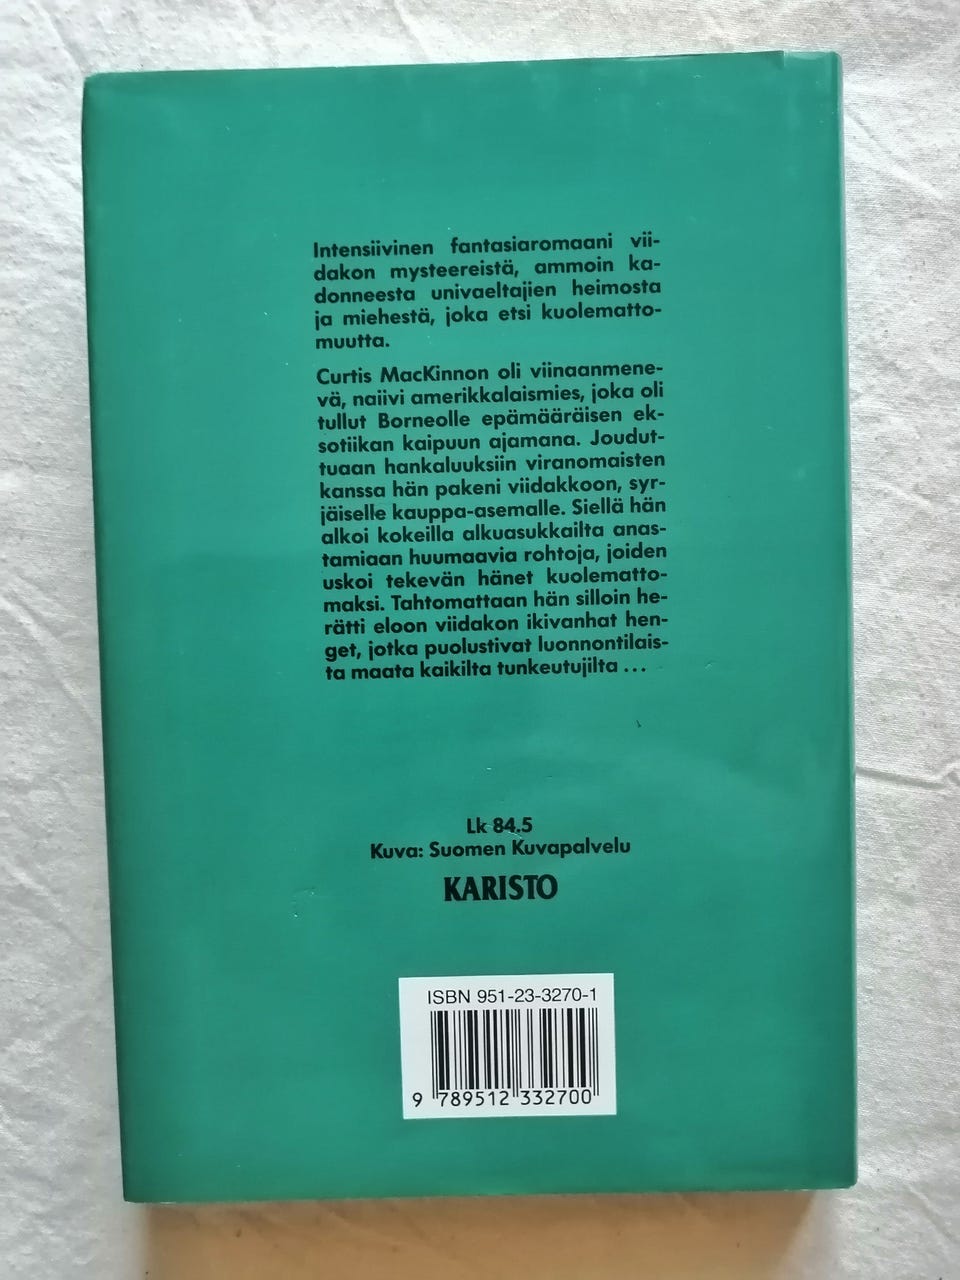 Intensiivinen fantasiaromaani vii-
dakon mysteereistä, ammoin ka-
donneesta univaeltajien heimosta
ja miehestä, joka etsi kuolematto-
muutta.
Curtis MacKinnon oli viinaanmene-
vä, naiivi amerikkalaismies, joka oli
tullut Borneolle epämääräisen ek-
sotiikan kaipuun ajamana. Joudut-
tuaan hankaluuksiin viranomaisten
kanssa hän pakeni viidakkoon, syr-
jäiselle kauppa-asemalle. Siellä hän
alkoi kokeilla alkuasukkailta anas-
tamiaan huumaavia rohtoja, joiden
uskoi tekevän hänet kuolematto-
maksi. Tahtomattaan hän silloin he-
rätti eloon viidakon ikivanhat hen-
get, jotka puolustivat luonnontilais-
ta maata kaikilta tunkeutujilta ...
Lk 84.5
Kuva: Suomen Kuvapalvelu
KARISTO
ISBN 951-23-3270-1
9 789512 332700